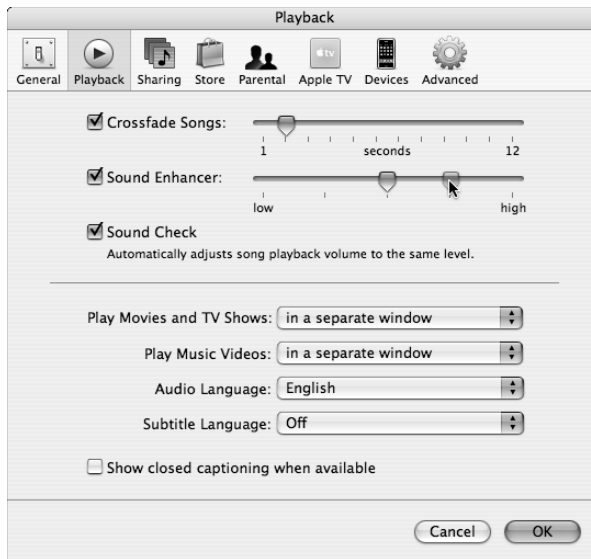 Playback
General Playback Sharing Store Parental Apple TV Devices Advanced
Crossfade Songs:
1 seconds 12
Sound Enhancer:
low high
Sound Check
Automatically adjusts song playback volume to the same level.
Play Movies and TV Shows: in a separate window
Play Music Videos: in a separate window
Audio Language: English
Subtitle Language: Off
Show closed captioning when available
Cancel OK